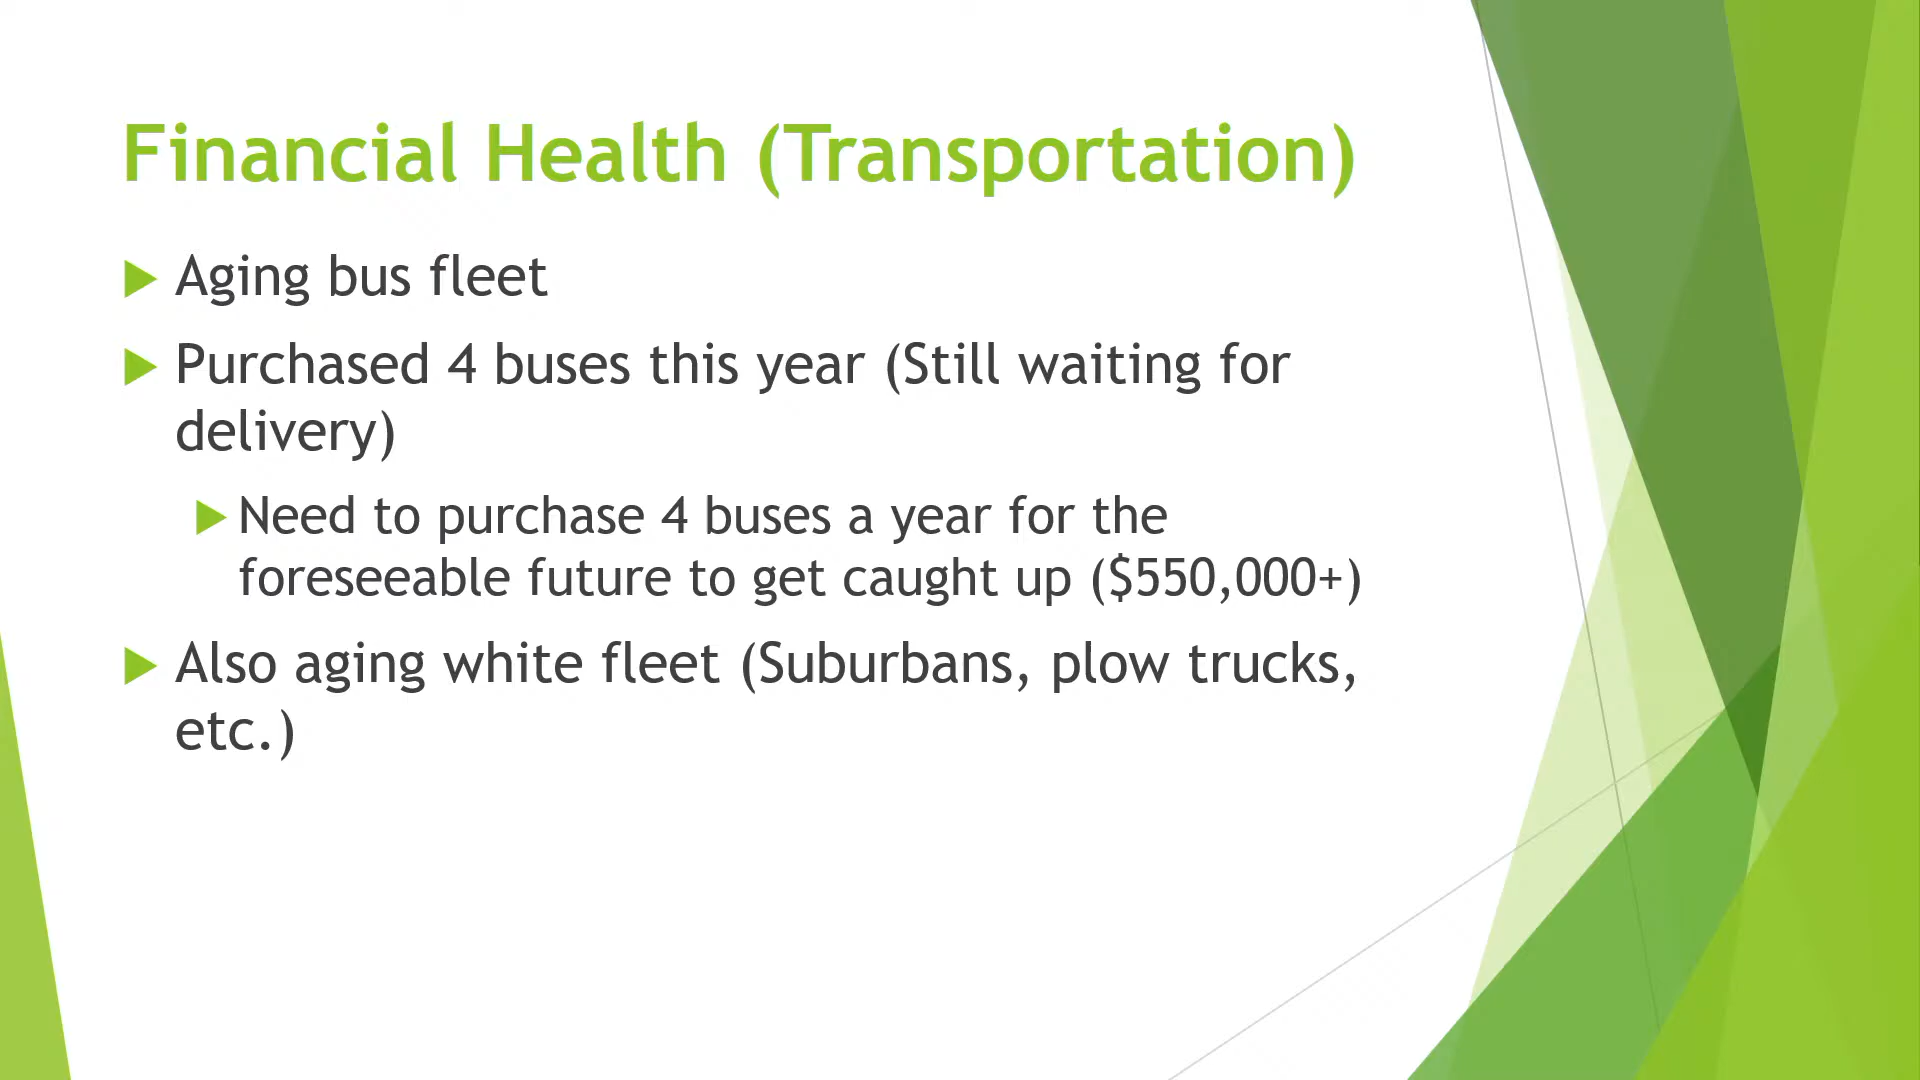 Financial Health (Transportation)
Aging bus fleet
Purchased 4 buses this year (Still waiting for
delivery)
Need to purchase 4 buses a year for the
foreseeable future to get caught up ($550,000+)
Also aging white fleet (Suburbans, plow trucks,
etc.)